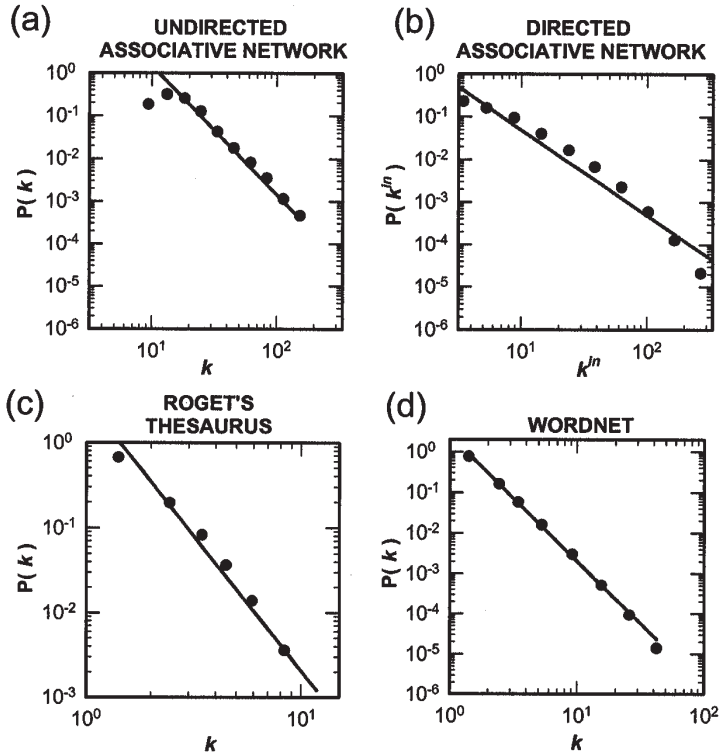 (a)
UNDIRECTED
ASSOCIATIVE NETWORK
10^0
10^-1
10^-2
10^-3
10^-4
10^-5
10^-6
P(k)
10^1 10^2
k
(b)
DIRECTED
ASSOCIATIVE NETWORK
10^0
10^-1
10^-2
10^-3
10^-4
10^-5
10^-6
P(k^in)
10^1 10^2
k^in
(c)
ROGET'S
THESAURUS
10^0
10^-1
10^-2
10^-3
P(k)
10^0 10^1
k
(d)
WORDNET
10^0
10^-1
10^-2
10^-3
10^-4
10^-5
10^-6
P(k)
10^0 10^1 10^2
k